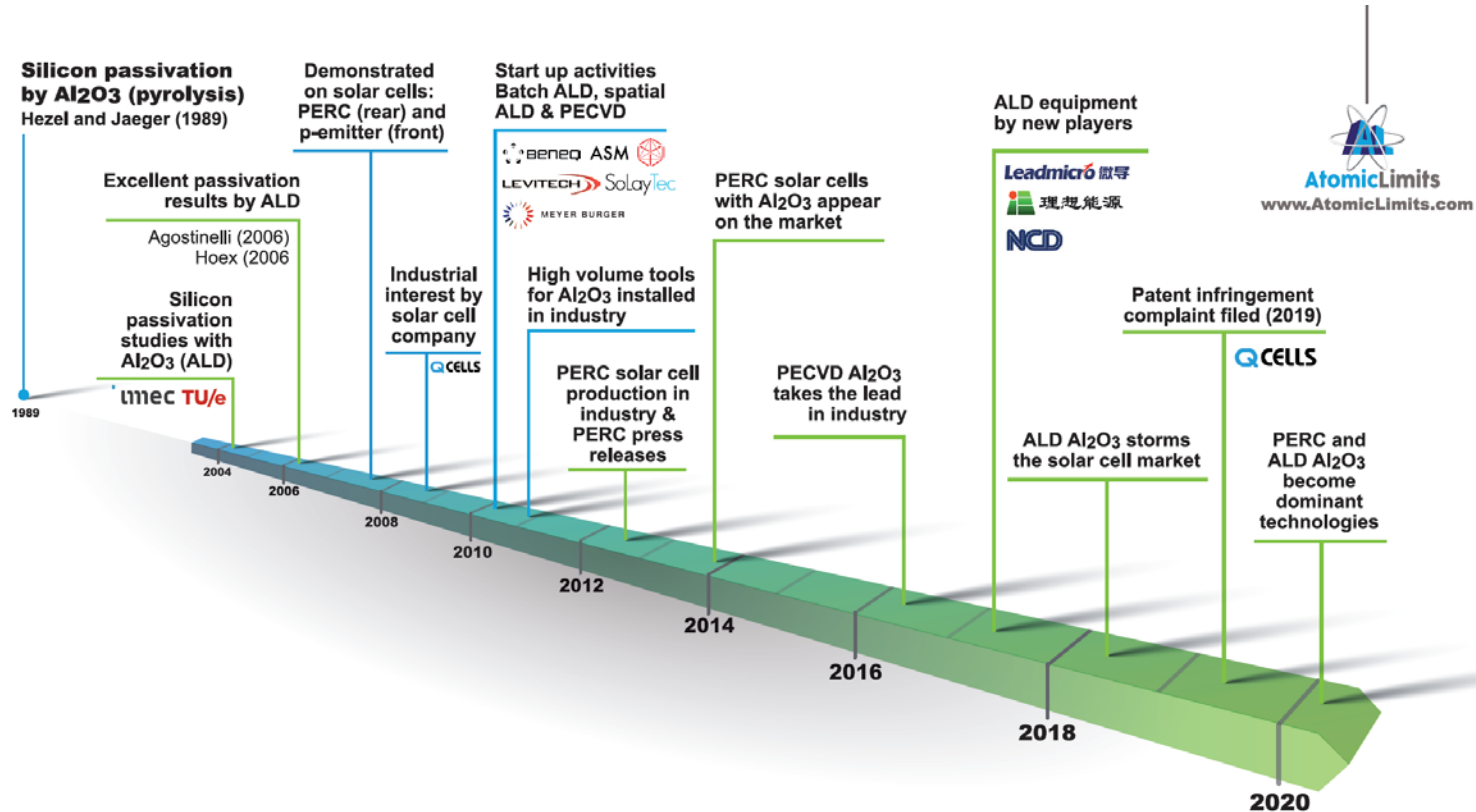 Silicon passivation
by Al2O3 (pyrolysis)
Hezel and Jaeger (1989)
1989
Excellent passivation
results by ALD
Agostinelli (2006)
Hoex (2006
Silicon
passivation
studies with
Al2O3 (ALD)
imec TU/e
Demonstrated
on solar cells:
PERC (rear) and
p-emitter (front)
Industrial
interest by
solar cell
company
Q CELLS
Start up activities
Batch ALD, spatial
ALD & PECVD
BENEQ ASM
LEVITECH SoLayTec
MEYER BURGER
High volume tools
for Al2O3 installed
in industry
PERC solar cell
production in
industry &
PERC press
releases
PERC solar cells
with Al2O3 appear
on the market
PECVD Al2O3
takes the lead
in industry
ALD equipment
by new players
Leadmicro 微导
理想能源
NCD
ALD Al2O3 storms
the solar cell market
Patent infringement
complaint filed (2019)
Q CELLS
PERC and
ALD Al2O3
become
dominant
technologies
AL
AtomicLimits
www.AtomicLimits.com
2004
2006
2008
2010
2012
2014
2016
2018
2020